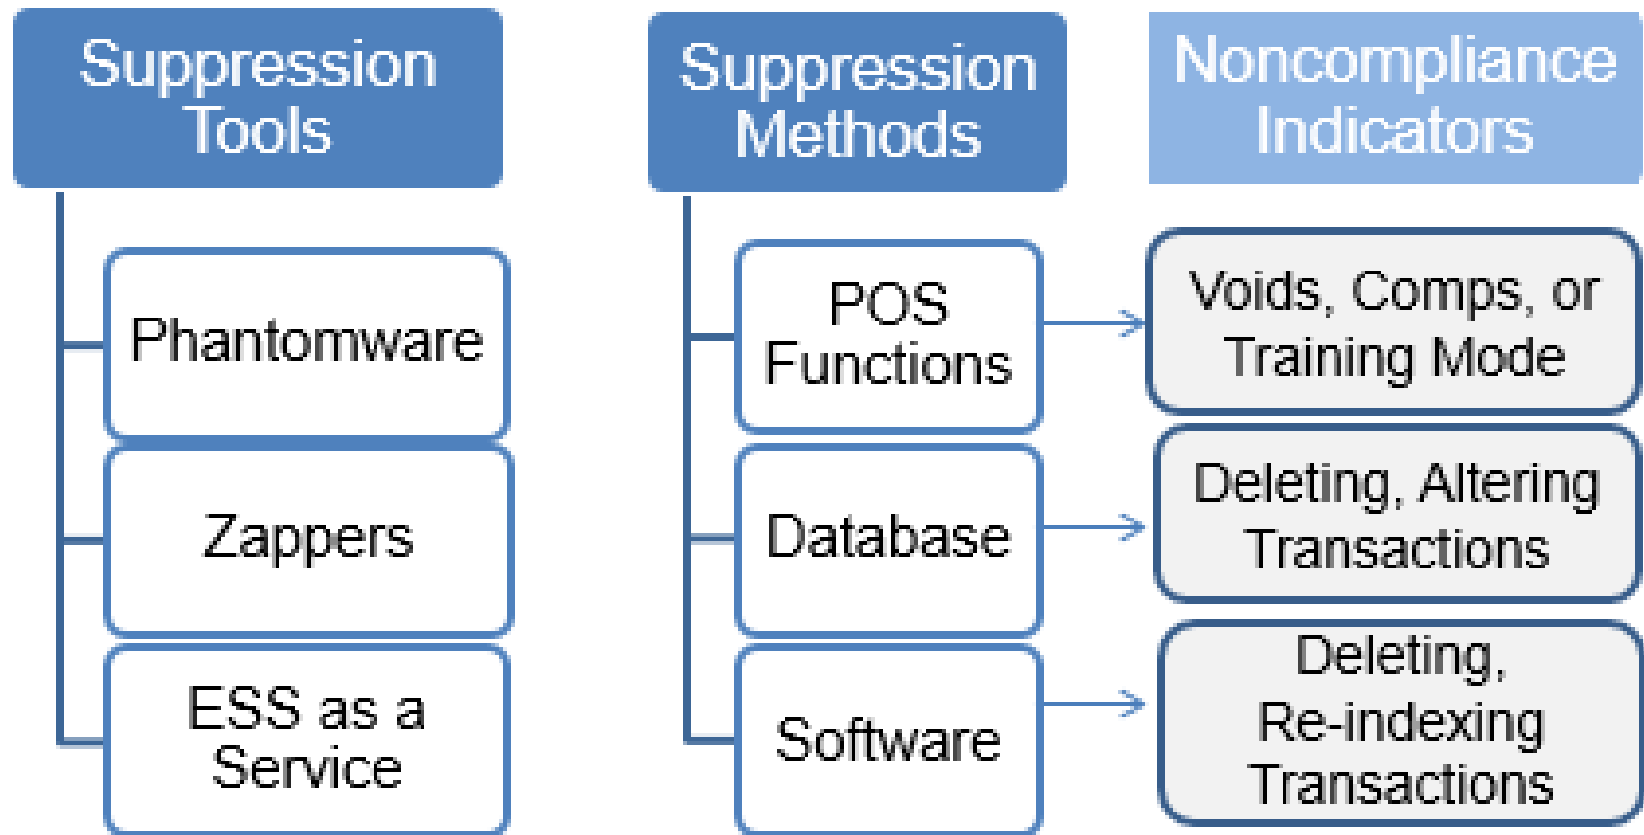 Suppression
Tools
Phantomware
Zappers
ESS as a
Service
Suppression
Methods
POS
Functions
Database
Software
Noncompliance
Indicators
Voids, Comps, or
Training Mode
Deleting, Altering
Transactions
Deleting,
Re-indexing
Transactions